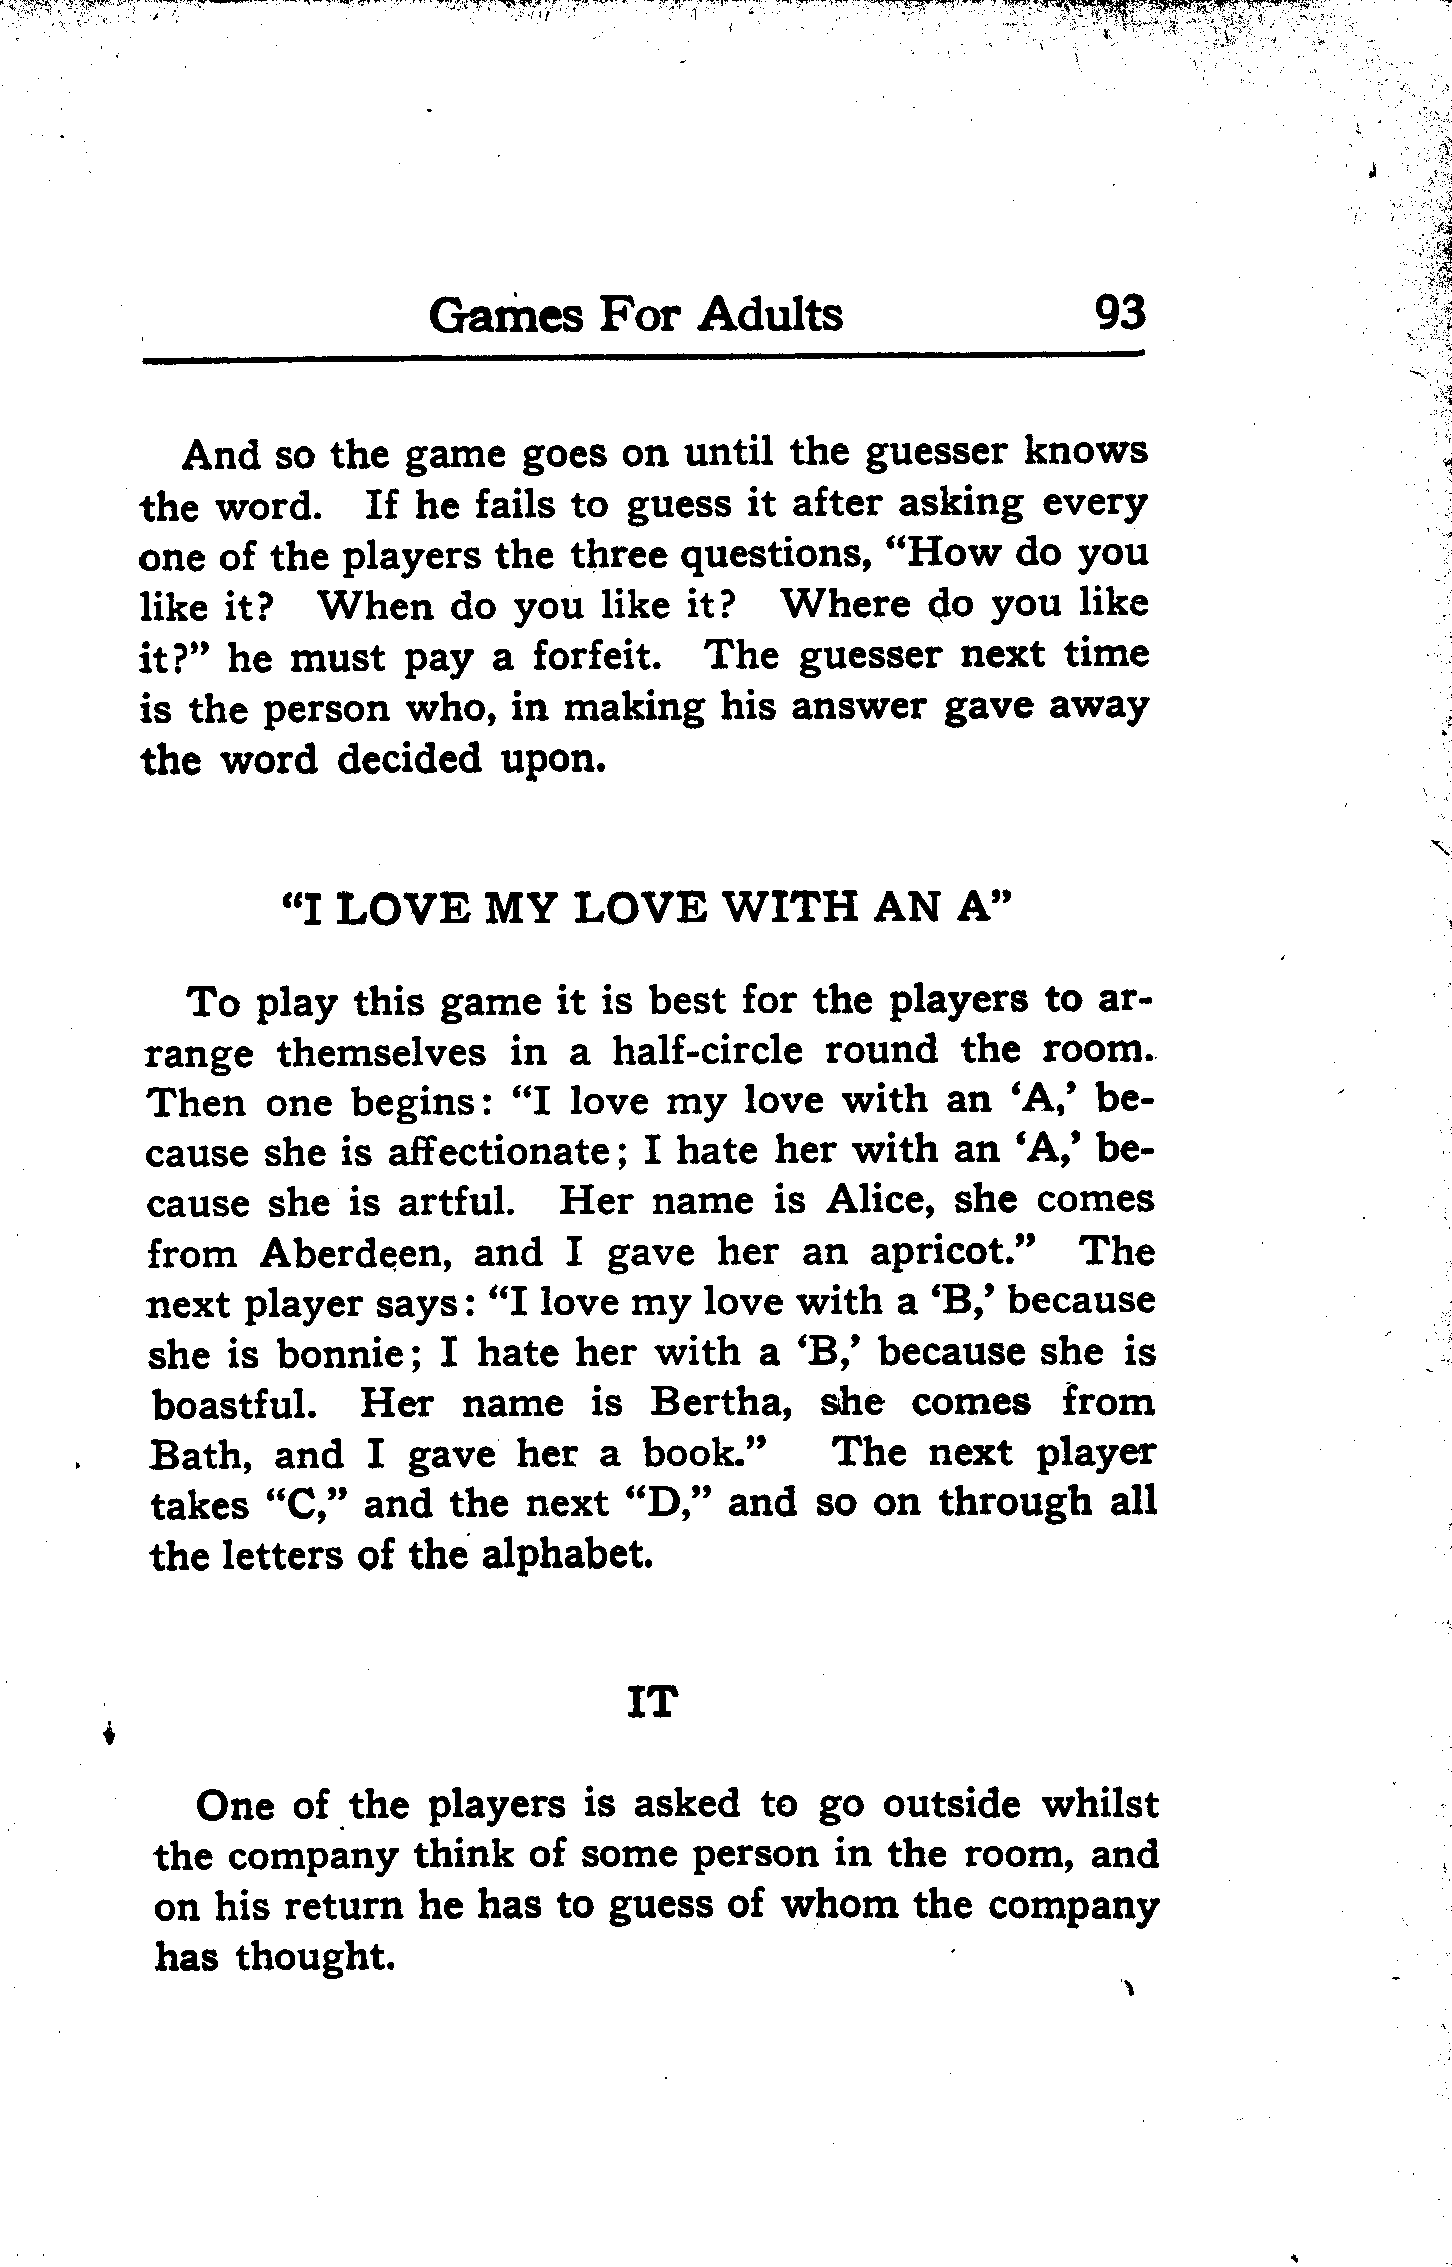 Games For Adults 93
And so the game goes on until the guesser knows
the word. If he fails to guess it after asking every
one of the players the three questions, “How do you
like it? When do you like it? Where do you like
it?” he must pay a forfeit. The guesser next time
is the person who, in making his answer gave away
the word decided upon.
“I LOVE MY LOVE WITH AN A”
To play this game it is best for the players to ar-
range themselves in a half-circle round the room.
Then one begins: “I love my love with an ‘A,’ be-
cause she is affectionate; I hate her with an ‘A,’ be-
cause she is artful. Her name is Alice, she comes
from Aberdeen, and I gave her an apricot.” The
next player says: “I love my love with a ‘B,’ because
she is bonnie; I hate her with a ‘B,’ because she is
boastful. Her name is Bertha, she comes from
Bath, and I gave her a book.” The next player
takes “C,” and the next “D,” and so on through all
the letters of the alphabet.
IT
One of the players is asked to go outside whilst
the company think of some person in the room, and
on his return he has to guess of whom the company
has thought.